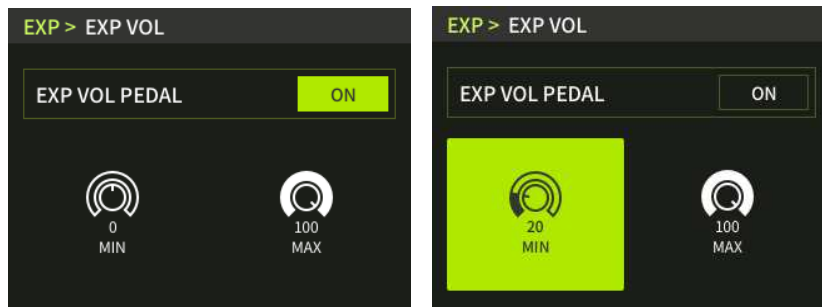 EXP > EXP VOL
EXP VOL PEDAL ON
0 100
MIN MAX
EXP > EXP VOL
EXP VOL PEDAL ON
20 100
MIN MAX